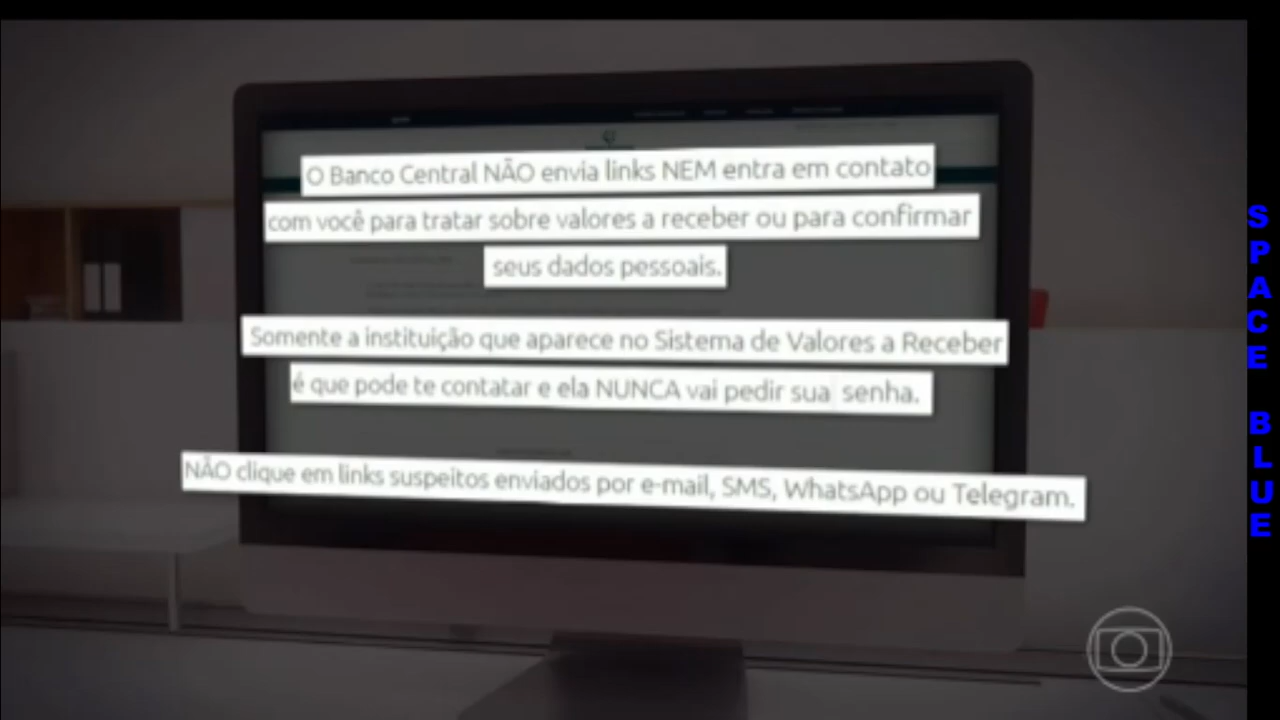 O Banco Central NÃO envia links NEM entra em contato
com você para tratar sobre valores a receber ou para confirmar
seus dados pessoais.
Somente a instituição que aparece no Sistema de Valores a Receber
é que pode te contatar e ela NUNCA vai pedir sua senha.
NÃO clique em links suspeitos enviados por e-mail, SMS, WhatsApp ou Telegram.
SPACE BLUE